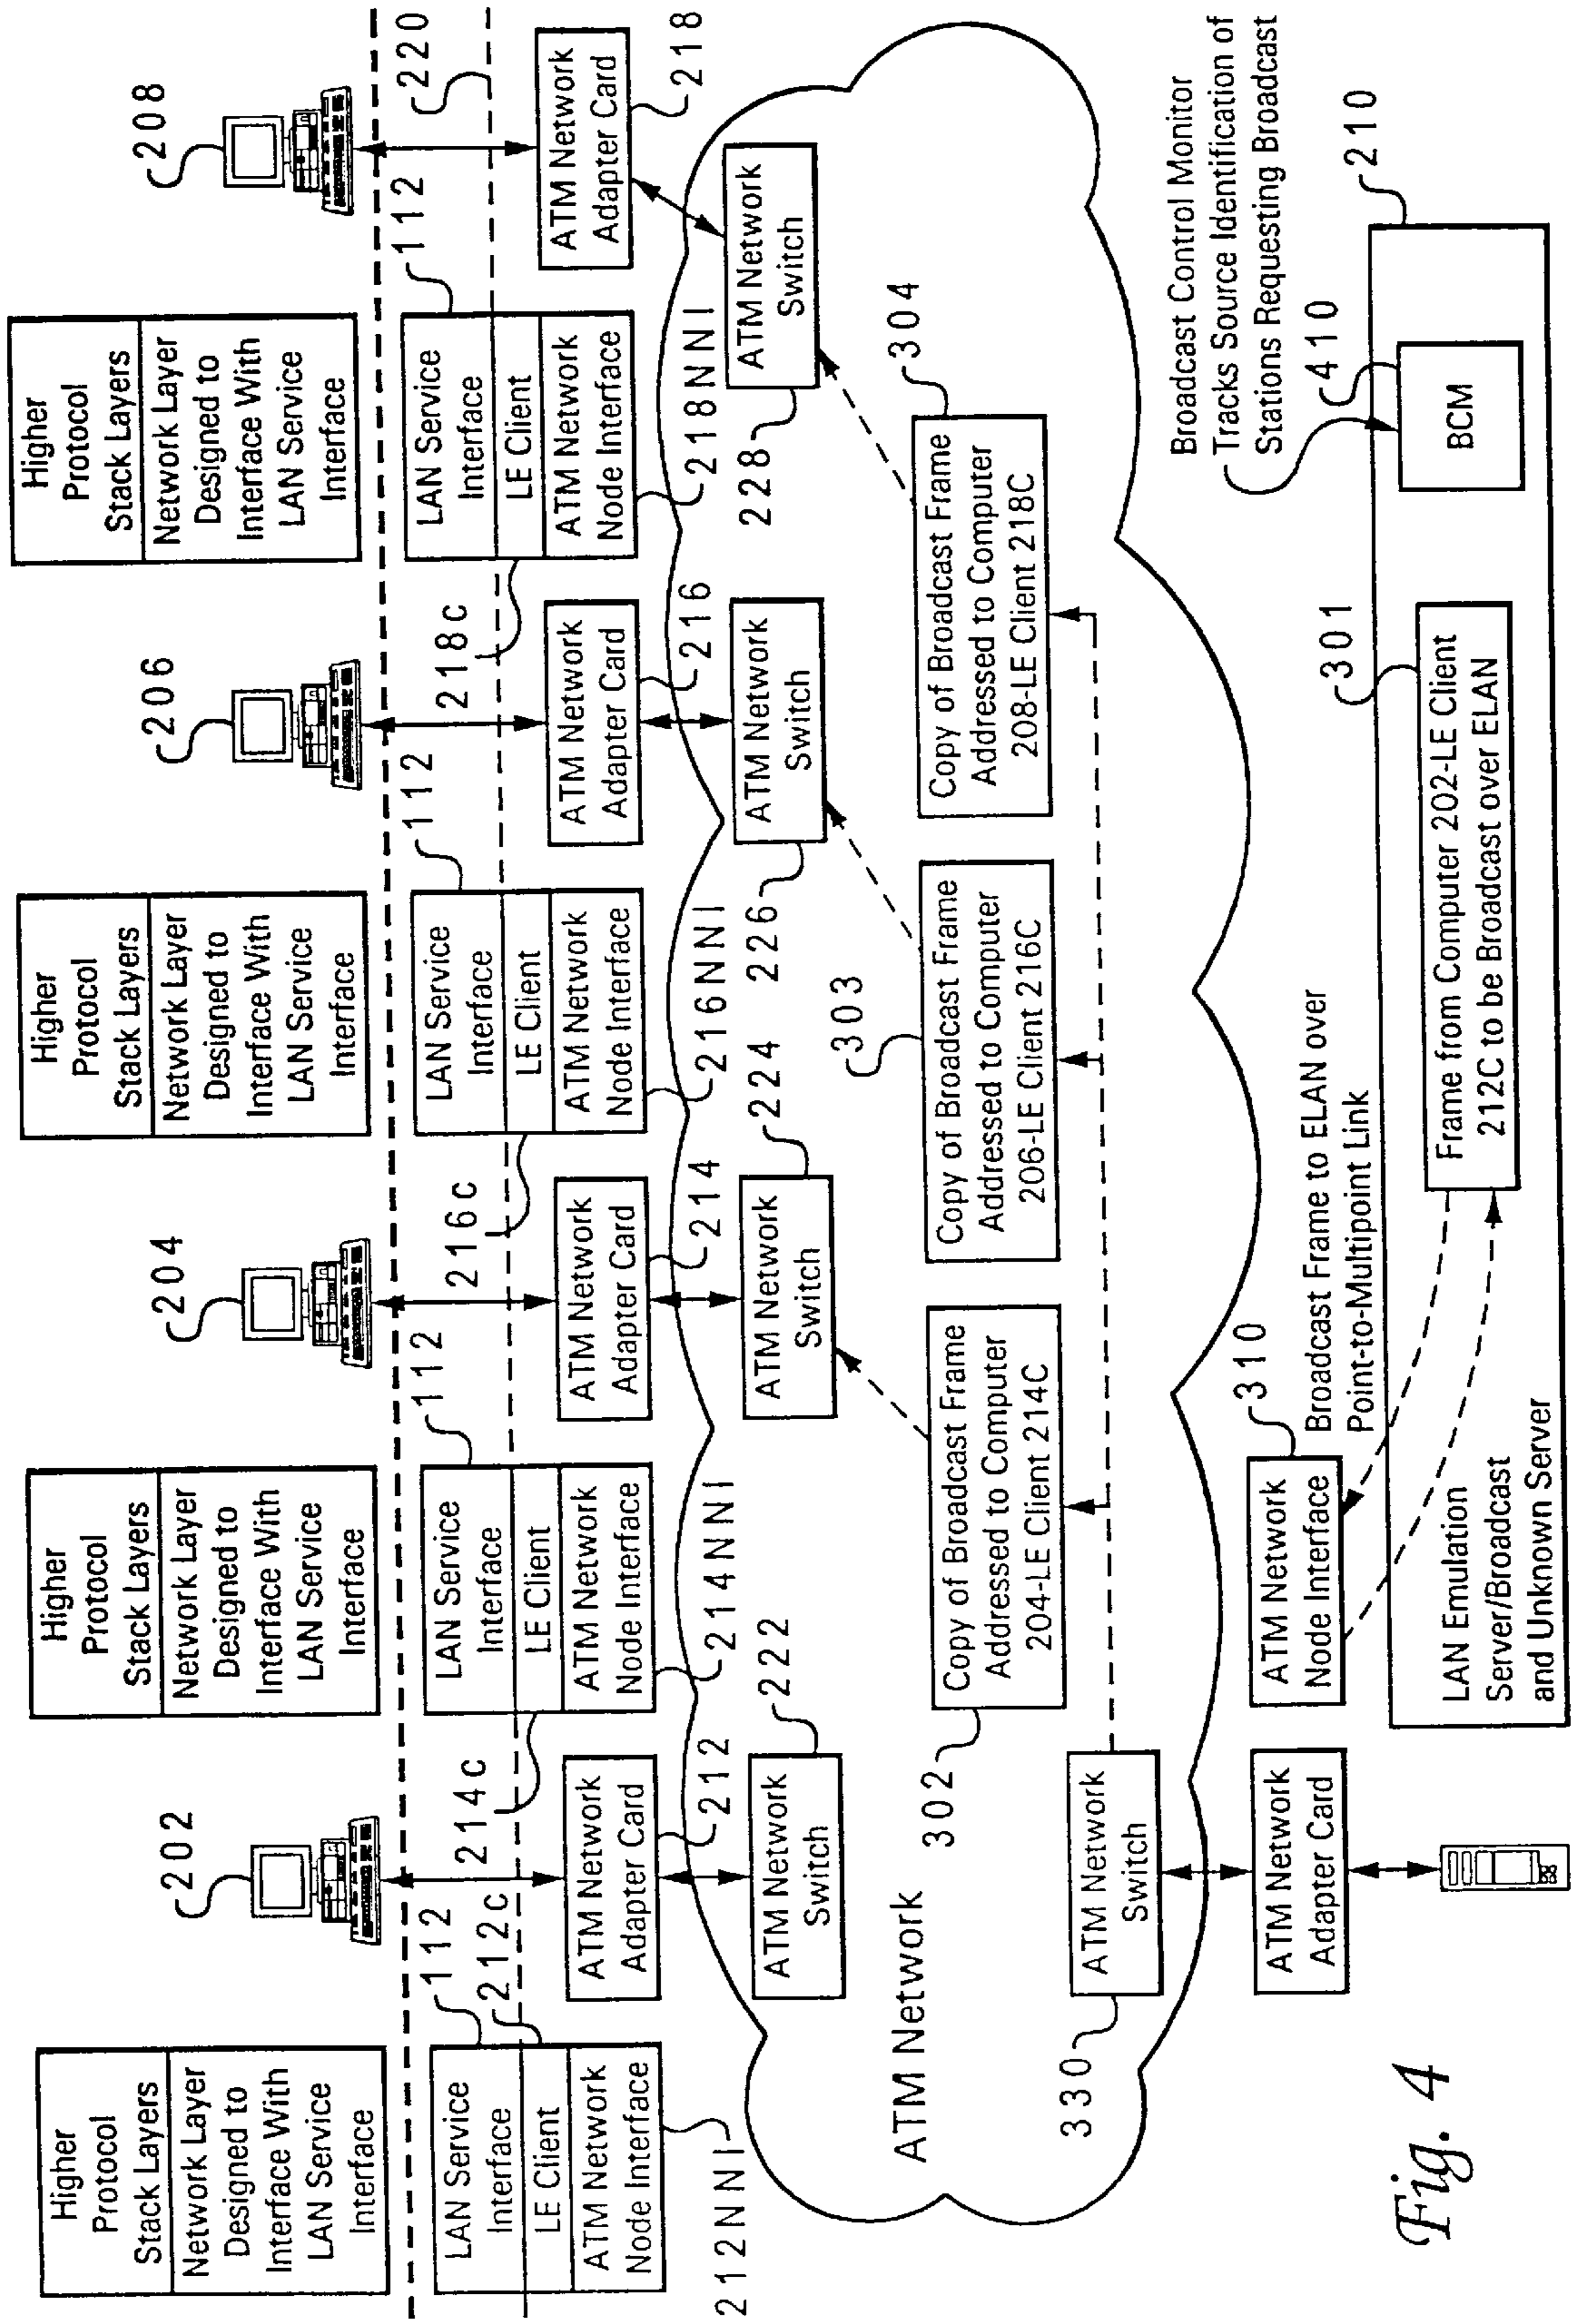 202
204
206
208
Higher
Protocol
Stack Layers
Network Layer
Designed to
Interface With
LAN Service
Interface
Higher
Protocol
Stack Layers
Network Layer
Designed to
Interface With
LAN Service
Interface
Higher
Protocol
Stack Layers
Network Layer
Designed to
Interface With
LAN Service
Interface
Higher
Protocol
Stack Layers
Network Layer
Designed to
Interface With
LAN Service
Interface
220
112
LAN Service
Interface
LE Client
ATM Network
Node Interface
212c
212NNI
112
LAN Service
Interface
LE Client
ATM Network
Node Interface
214c
214NNI
112
LAN Service
Interface
LE Client
ATM Network
Node Interface
216c
216NNI
112
LAN Service
Interface
LE Client
ATM Network
Node Interface
218c
218NNI
ATM Network
Adapter Card
212
ATM Network
Adapter Card
214
ATM Network
Adapter Card
216
ATM Network
Adapter Card
218
ATM Network
Switch
222
ATM Network
Switch
224
ATM Network
Switch
226
ATM Network
Switch
228
ATM Network
302
Copy of Broadcast Frame
Addressed to Computer
204-LE Client 214C
303
Copy of Broadcast Frame
Addressed to Computer
206-LE Client 216C
304
Copy of Broadcast Frame
Addressed to Computer
208-LE Client 218C
330
ATM Network
Switch
ATM Network
Adapter Card
310
ATM Network
Node Interface
Broadcast Frame to ELAN over
Point-to-Multipoint Link
Broadcast Control Monitor
Tracks Source Identification of
Stations Requesting Broadcast
301
410
210
Frame from Computer 202-LE Client
212C to be Broadcast over ELAN
BCM
LAN Emulation
Server/Broadcast
and Unknown Server
Fig. 4